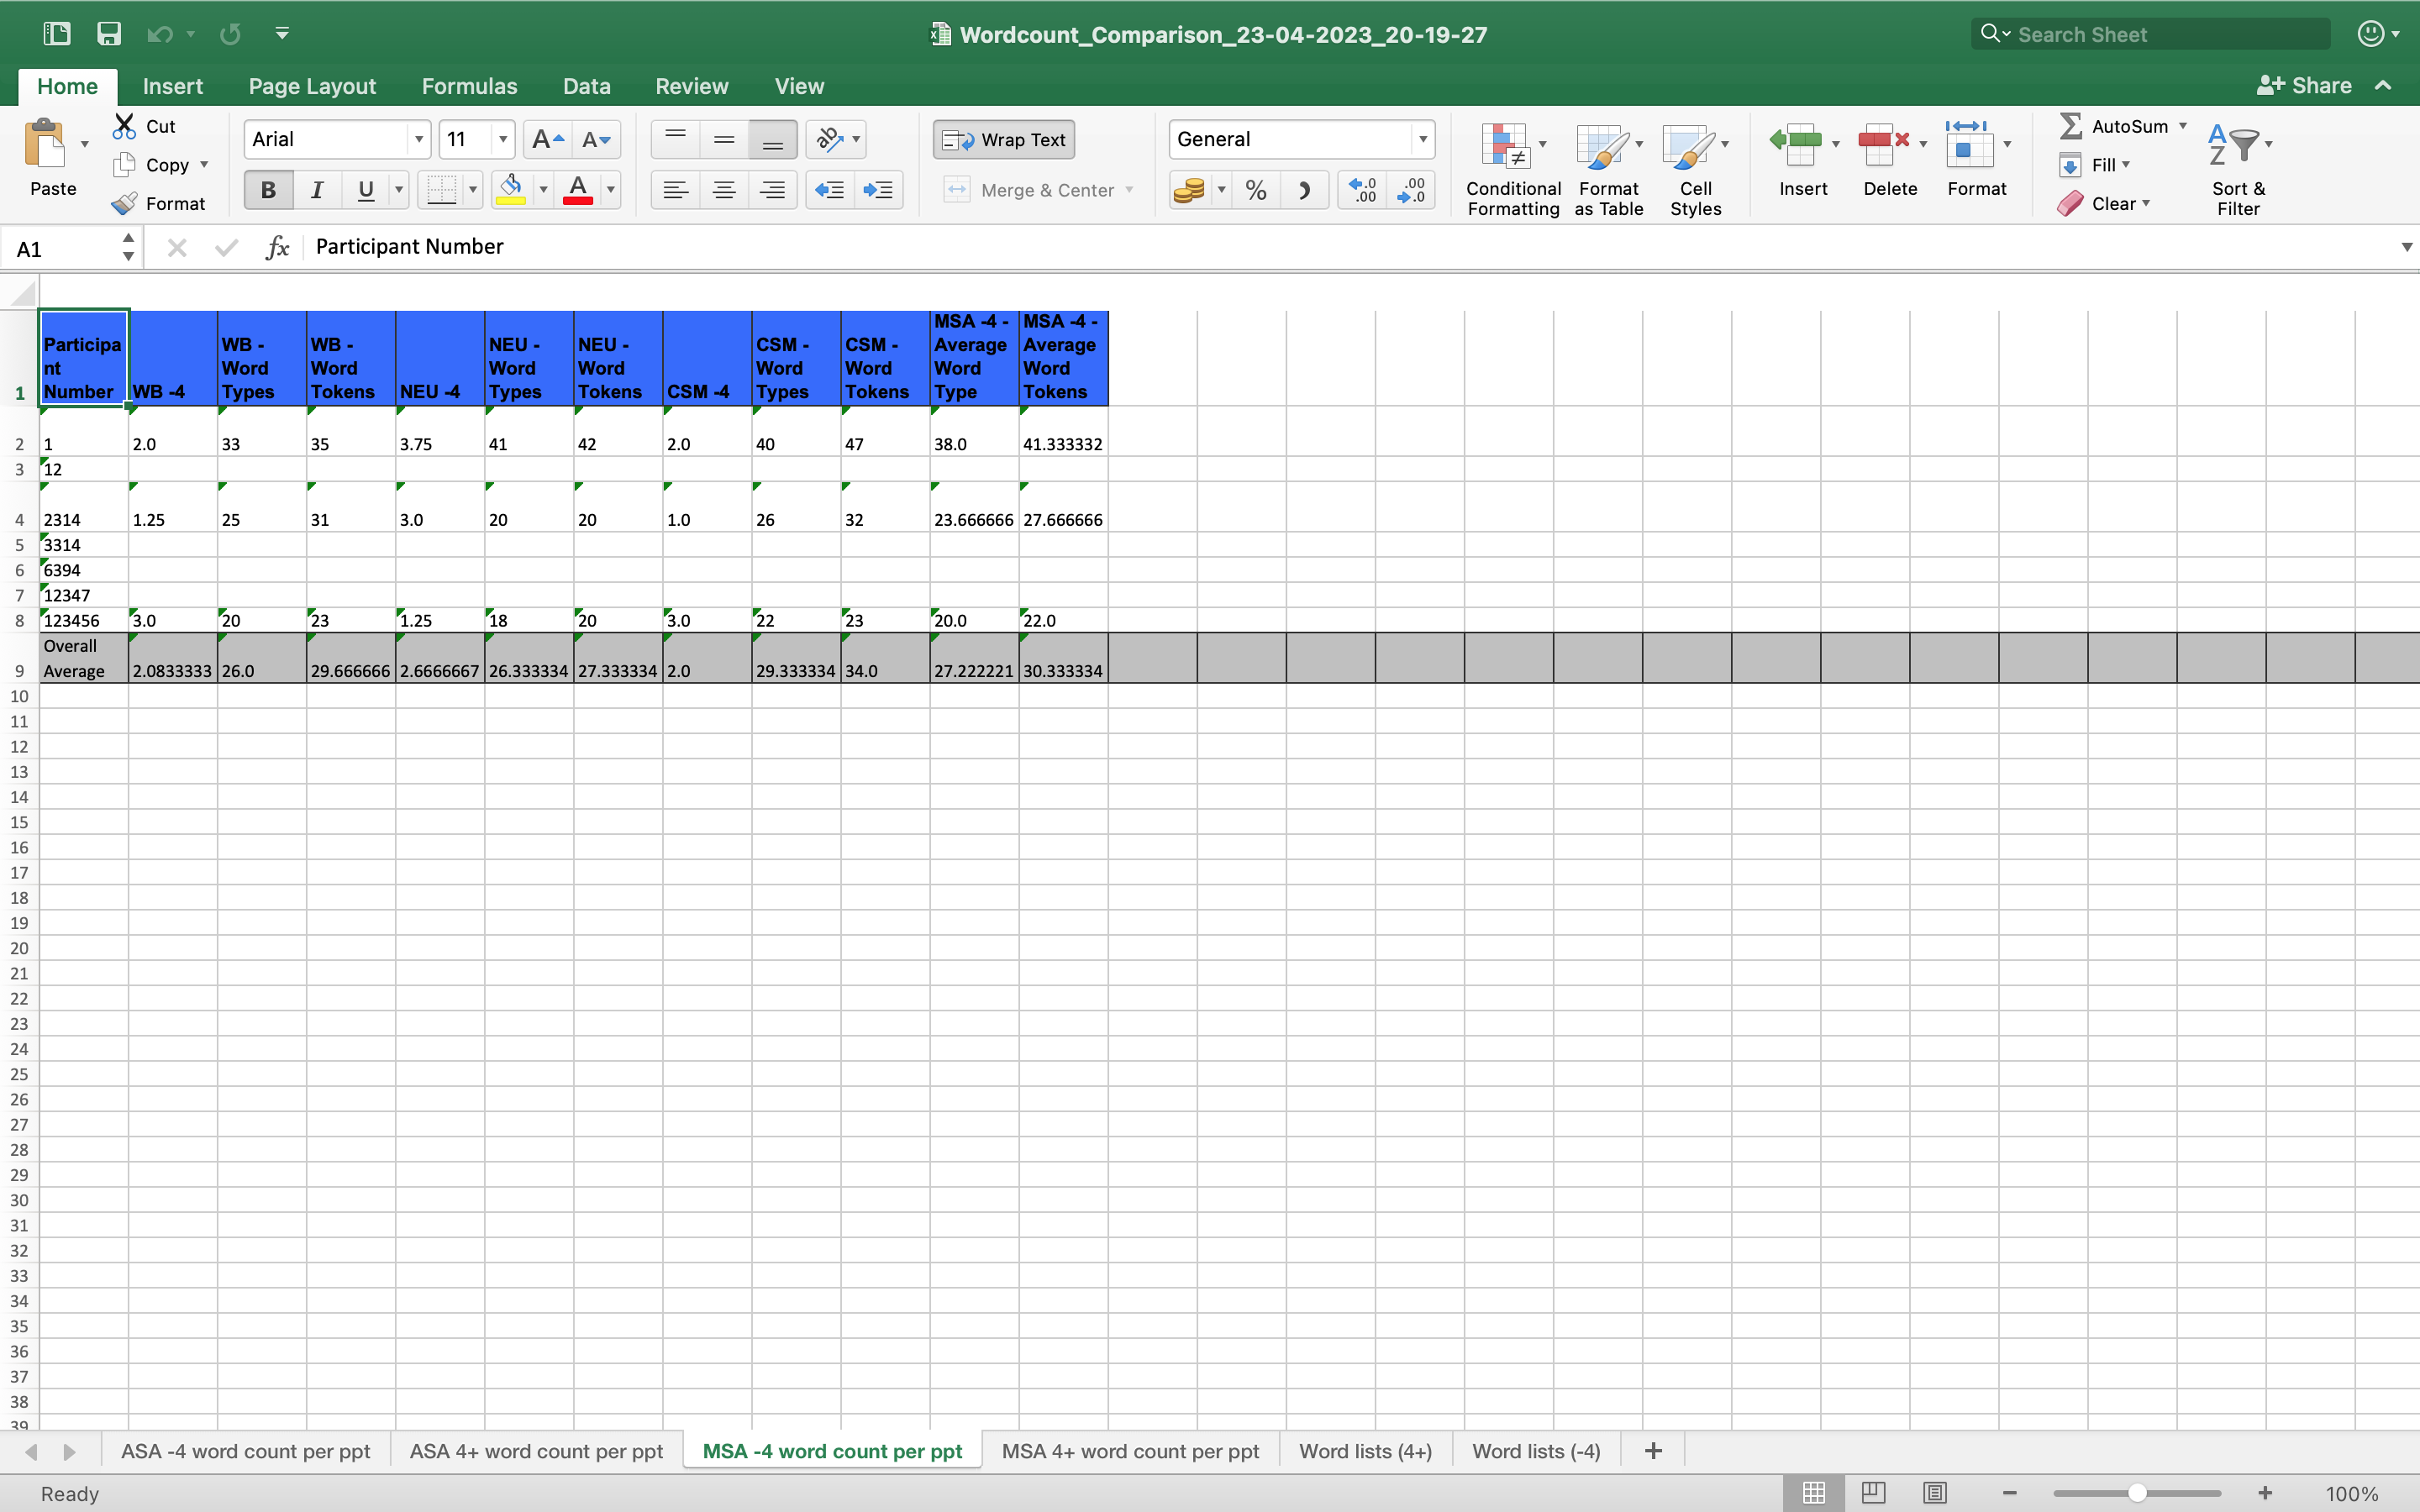 Wordcount_Comparison_23-04-2023_20-19-27
Search Sheet
Home Insert Page Layout Formulas Data Review View Share
Paste Cut Copy Format
Arial 11
B I U
Wrap Text
Merge & Center
General
Conditional Formatting
Format as Table
Cell Styles
Insert Delete Format
AutoSum
Fill
Clear
Sort & Filter
A1 fx Participant Number
1 Participant Number WB -4 WB - Word Types WB - Word Tokens NEU -4 NEU - Word Types NEU - Word Tokens CSM -4 CSM - Word Types CSM - Word Tokens MSA -4 - Average Word Type MSA -4 - Average Word Tokens
2 1 2.0 33 35 3.75 41 42 2.0 40 47 38.0 41.333332
3 12
4 2314 1.25 25 31 3.0 20 20 1.0 26 32 23.666666 27.666666
5 3314
6 6394
7 12347
8 123456 3.0 20 23 1.25 18 20 3.0 22 23 20.0 22.0
9 Overall Average 2.0833333 26.0 29.666666 2.6666667 26.333334 27.333334 2.0 29.333334 34.0 27.222221 30.333334
10
11
12
13
14
15
16
17
18
19
20
21
22
23
24
25
26
27
28
29
30
31
32
33
34
35
36
37
38
39
ASA -4 word count per ppt ASA 4+ word count per ppt MSA -4 word count per ppt MSA 4+ word count per ppt Word lists (4+) Word lists (-4) +
Ready 100%